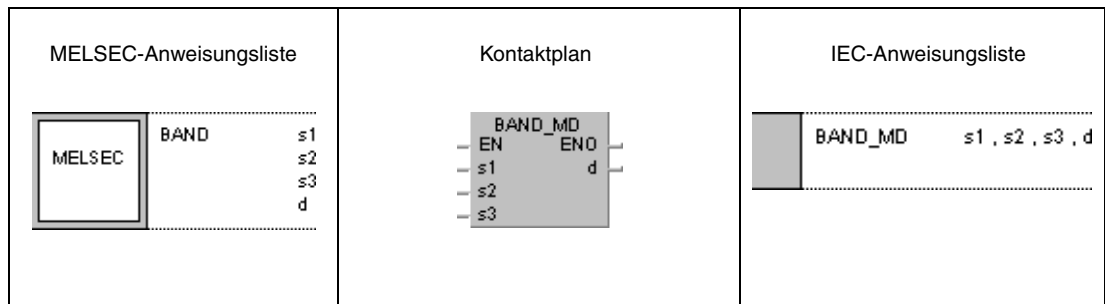 MELSEC-Anweisungsliste
MELSEC
BAND s1
s2
s3
d
Kontaktplan
BAND_MD
EN ENO
s1 d
s2
s3
IEC-Anweisungsliste
BAND_MD s1 , s2 , s3 , d